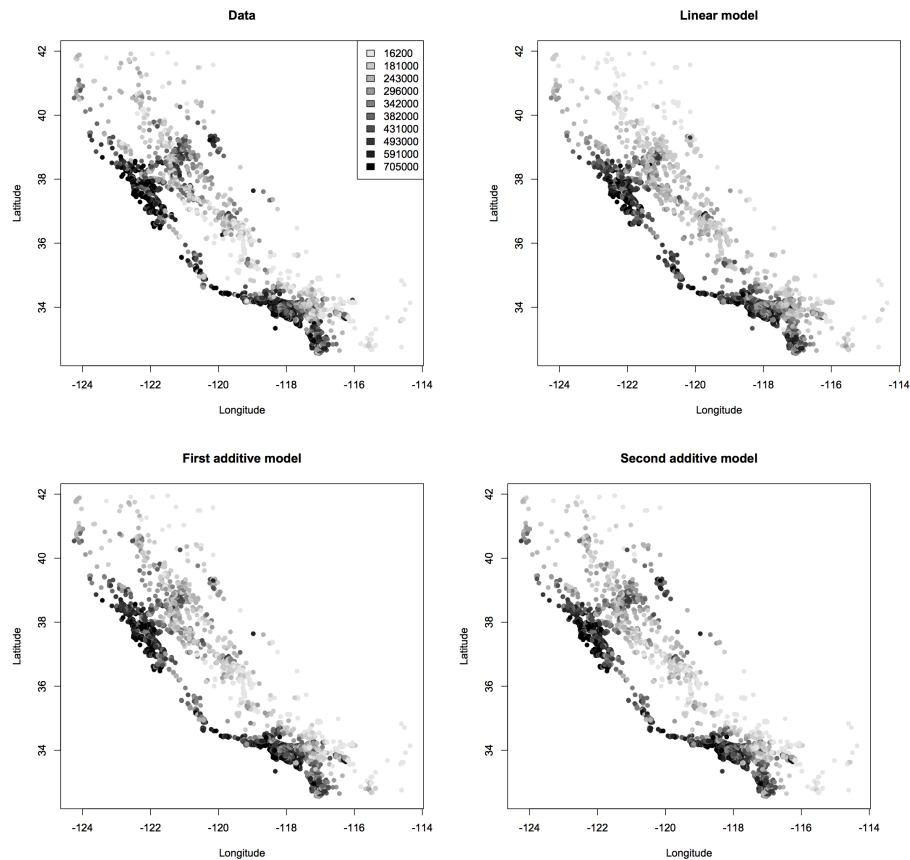 Data
42
40
38
36
34
Latitude
-124 -122 -120 -118 -116 -114
Longitude
16200
181000
243000
296000
342000
382000
431000
493000
591000
705000
Linear model
42
40
38
36
34
Latitude
-124 -122 -120 -118 -116 -114
Longitude
First additive model
42
40
38
36
34
Latitude
-124 -122 -120 -118 -116 -114
Longitude
Second additive model
42
40
38
36
34
Latitude
-124 -122 -120 -118 -116 -114
Longitude